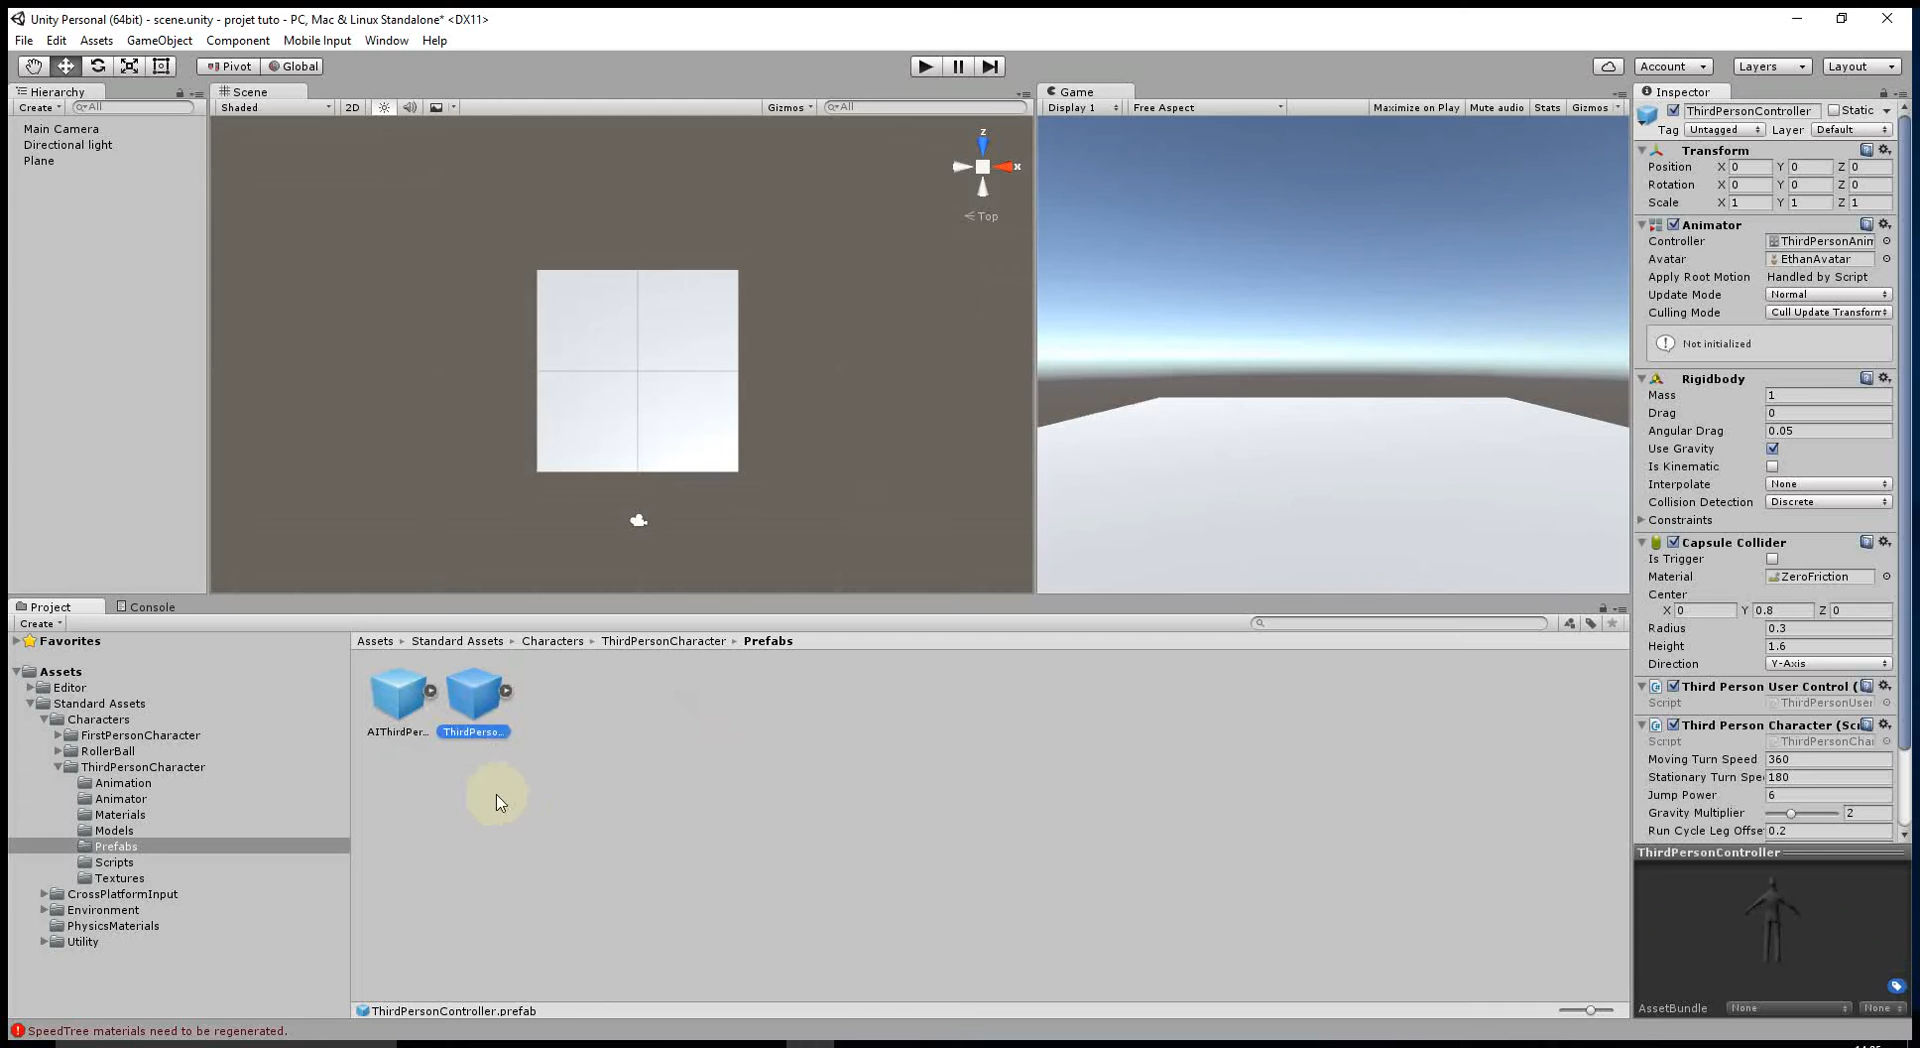 Unity Personal (64bit) - scene.unity - projet tuto - PC, Mac & Linux Standalone* <DX11>
File Edit Assets GameObject Component Mobile Input Window Help
Pivot Global Account Layers Layout
Hierarchy
Create All
Main Camera
Directional light
Plane
Scene
Shaded 2D Gizmos All
z
x
Top
Game
Display 1 Free Aspect Maximize on Play Mute audio Stats Gizmos
Inspector
ThirdPersonController Static
Tag Untagged Layer Default
Transform
Position X 0 Y 0 Z 0
Rotation X 0 Y 0 Z 0
Scale X 1 Y 1 Z 1
Animator
Controller ThirdPersonAnim
Avatar EthanAvatar
Apply Root Motion Handled by Script
Update Mode Normal
Culling Mode Cull Update Transform
Not initialized
Rigidbody
Mass 1
Drag 0
Angular Drag 0.05
Use Gravity
Is Kinematic
Interpolate None
Collision Detection Discrete
Constraints
Capsule Collider
Is Trigger
Material ZeroFriction
Center
X 0 Y 0.8 Z 0
Radius 0.3
Height 1.6
Direction Y-Axis
Third Person User Control (
Script ThirdPersonUser
Third Person Character (Scr
Script ThirdPersonChar
Moving Turn Speed 360
Stationary Turn Spee 180
Jump Power 6
Gravity Multiplier 2
Run Cycle Leg Offse 0.2
ThirdPersonController
AssetBundle None None
Project Console
Create
Favorites
Assets
Editor
Standard Assets
Characters
FirstPersonCharacter
RollerBall
ThirdPersonCharacter
Animation
Animator
Materials
Models
Prefabs
Scripts
Textures
CrossPlatformInput
Environment
PhysicsMaterials
Utility
Assets Standard Assets Characters ThirdPersonCharacter Prefabs
AIThirdPer... ThirdPerso...
ThirdPersonController.prefab
SpeedTree materials need to be regenerated.